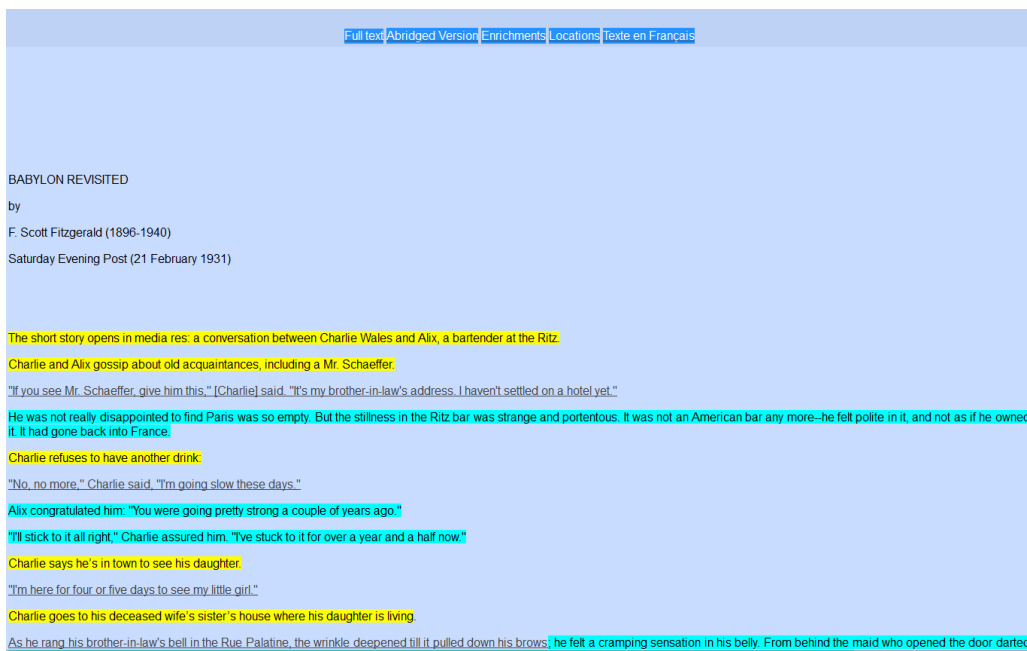 Full text Abridged Version Enrichments Locations Texte en Français
BABYLON REVISITED
by
F. Scott Fitzgerald (1896-1940)
Saturday Evening Post (21 February 1931)
The short story opens in media res: a conversation between Charlie Wales and Alix, a bartender at the Ritz.
Charlie and Alix gossip about old acquaintances, including a Mr. Schaeffer.
"If you see Mr. Schaeffer, give him this," [Charlie] said. "It's my brother-in-law's address. I haven't settled on a hotel yet."
He was not really disappointed to find Paris was so empty. But the stillness in the Ritz bar was strange and portentous. It was not an American bar any more--he felt polite in it, and not as if he owned
it. It had gone back into France.
Charlie refuses to have another drink:
"No, no more," Charlie said, "I'm going slow these days."
Alix congratulated him: "You were going pretty strong a couple of years ago."
"I'll stick to it all right," Charlie assured him. "I've stuck to it for over a year and a half now."
Charlie says he’s in town to see his daughter.
"I'm here for four or five days to see my little girl."
Charlie goes to his deceased wife’s sister’s house where his daughter is living.
As he rang his brother-in-law's bell in the Rue Palatine, the wrinkle deepened till it pulled down his brows; he felt a cramping sensation in his belly. From behind the maid who opened the door darted